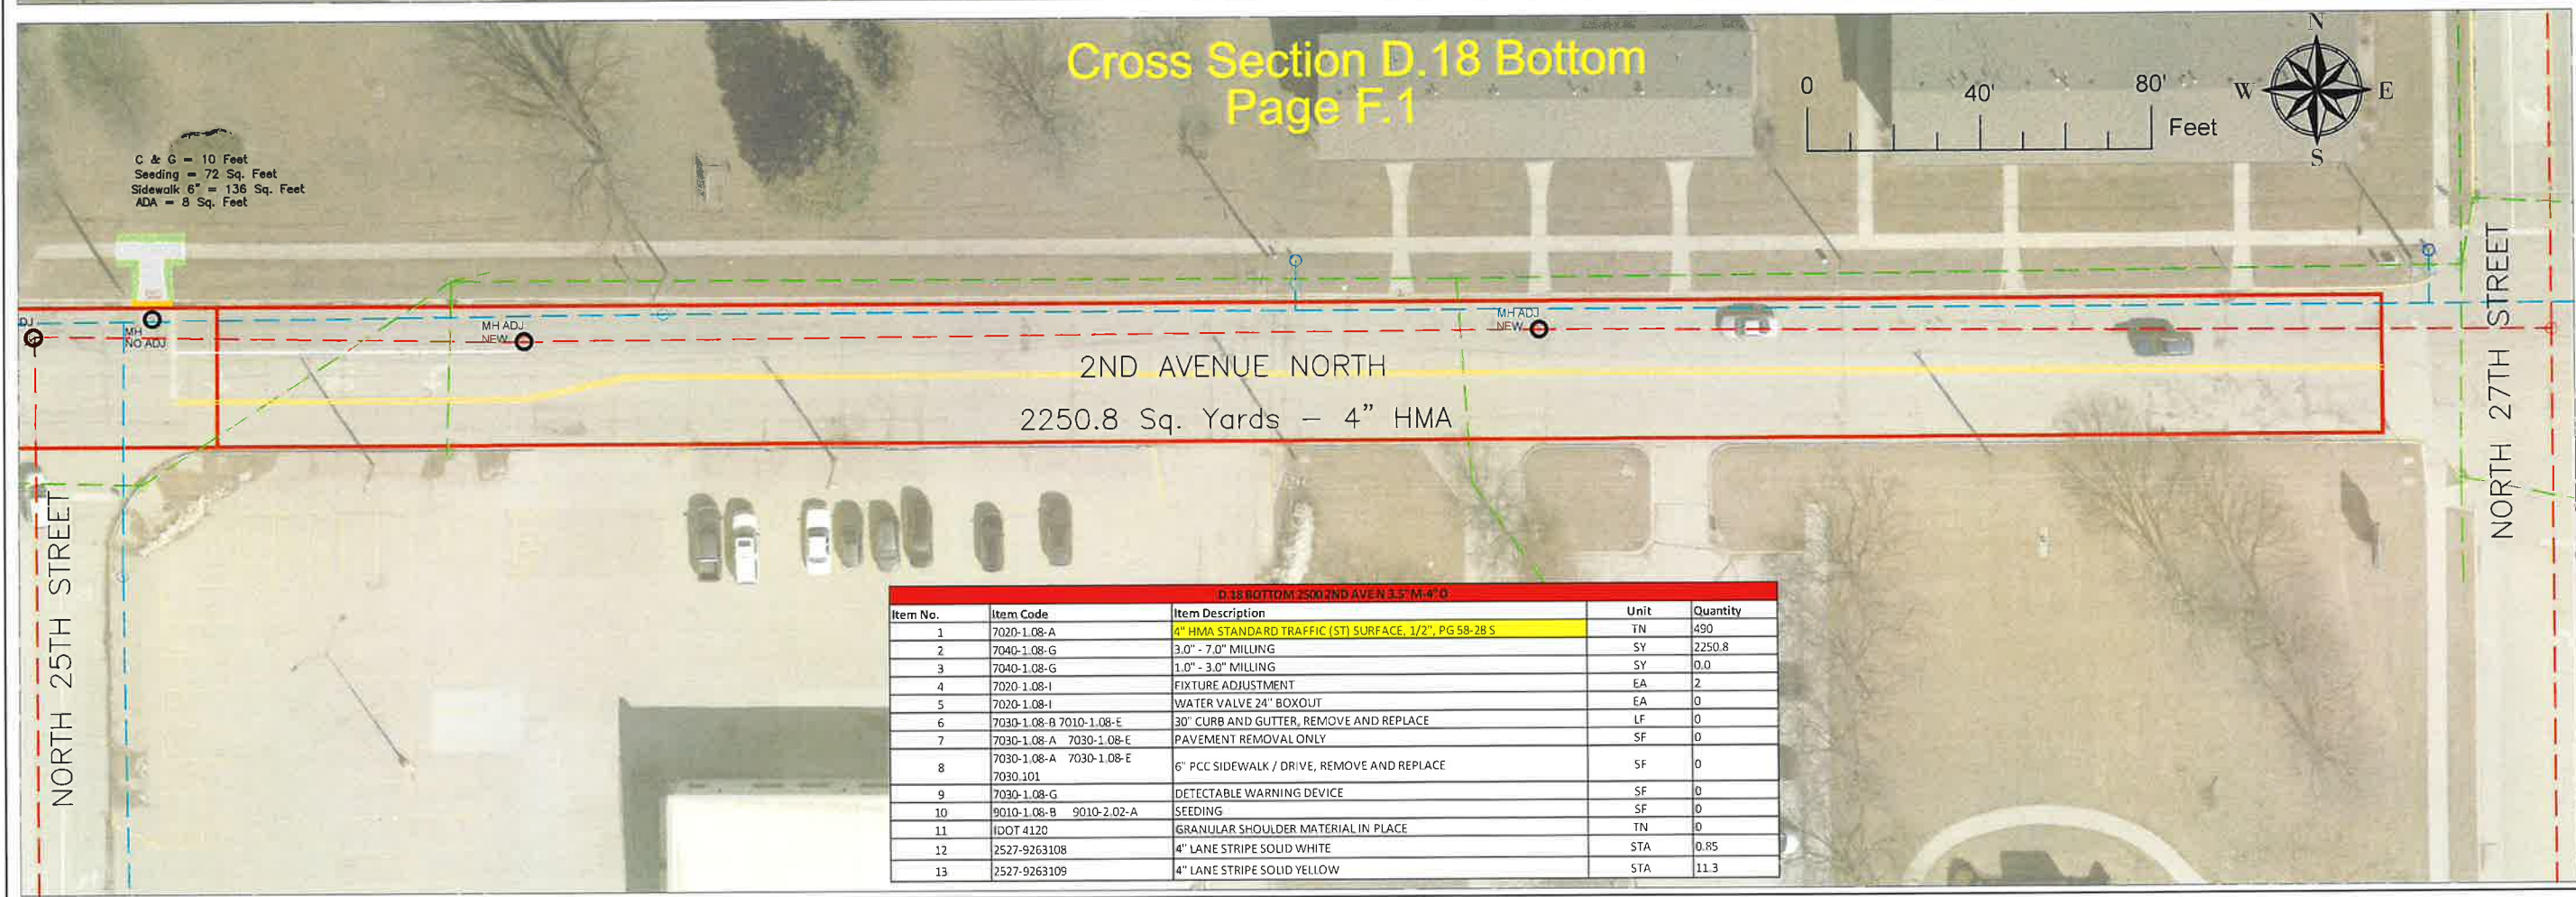 Cross Section D.18 Bottom
Page F.1
0 40' 80'
Feet
N
W E
S
C & G = 10 Feet
Seeding = 72 Sq. Feet
Sidewalk 6" = 136 Sq. Feet
ADA = 8 Sq. Feet
DJ
MH
NO ADJ
MH ADJ
NEW
MH ADJ
NEW
2ND AVENUE NORTH
2250.8 Sq. Yards – 4" HMA
NORTH 25TH STREET
NORTH 27TH STREET
D.18 BOTTOM 2500 2ND AVE N 3.5" M-4" O
Item No. Item Code Item Description Unit Quantity
1 7020-1.08-A 4" HMA STANDARD TRAFFIC (ST) SURFACE, 1/2", PG 58-28 S TN 490
2 7040-1.08-G 3.0" - 7.0" MILLING SY 2250.8
3 7040-1.08-G 1.0" - 3.0" MILLING SY 0.0
4 7020-1.08-I FIXTURE ADJUSTMENT EA 2
5 7020-1.08-I WATER VALVE 24" BOXOUT EA 0
6 7030-1.08-B 7010-1.08-E 30" CURB AND GUTTER, REMOVE AND REPLACE LF 0
7 7030-1.08-A 7030-1.08-E PAVEMENT REMOVAL ONLY SF 0
8 7030-1.08-A 7030-1.08-E 6" PCC SIDEWALK / DRIVE, REMOVE AND REPLACE SF 0
7030.101
9 7030-1.08-G DETECTABLE WARNING DEVICE SF 0
10 9010-1.08-B 9010-2.02-A SEEDING SF 0
11 IDOT 4120 GRANULAR SHOULDER MATERIAL IN PLACE TN 0
12 2527-9263108 4" LANE STRIPE SOLID WHITE STA 0.85
13 2527-9263109 4" LANE STRIPE SOLID YELLOW STA 11.3